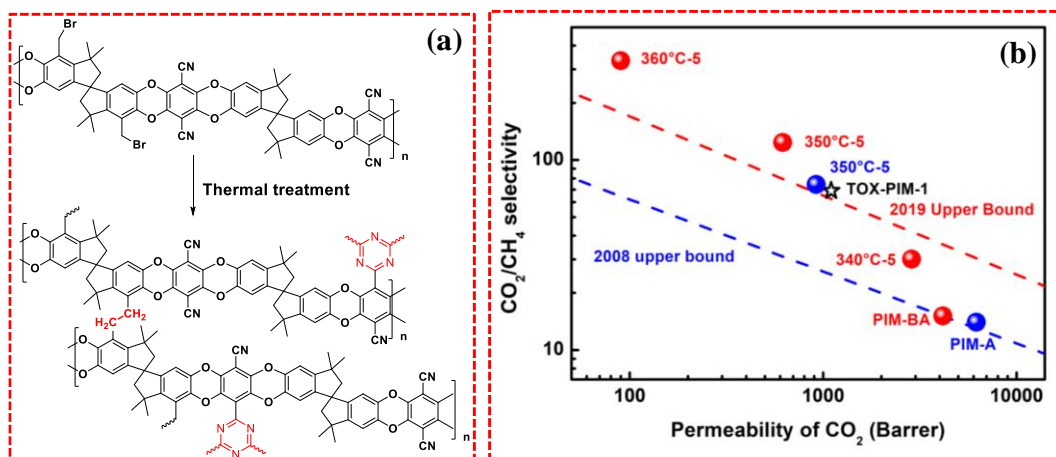 (a)
Br
O
O
CN
O
O
O
O
CN
Br
CN
O
O
CN
n
Thermal treatment
O
O
CN
O
O
O
O
CN
N
N
N
O
O
CN
n
H₂C
CH₂
O
O
CN
O
O
O
O
N
N
N
CN
O
O
CN
n
(b)
CO₂/CH₄ selectivity
100
10
360°C-5
350°C-5
350°C-5
TOX-PIM-1
2019 Upper Bound
2008 upper bound
340°C-5
PIM-BA
PIM-A
100
1000
10000
Permeability of CO₂ (Barrer)